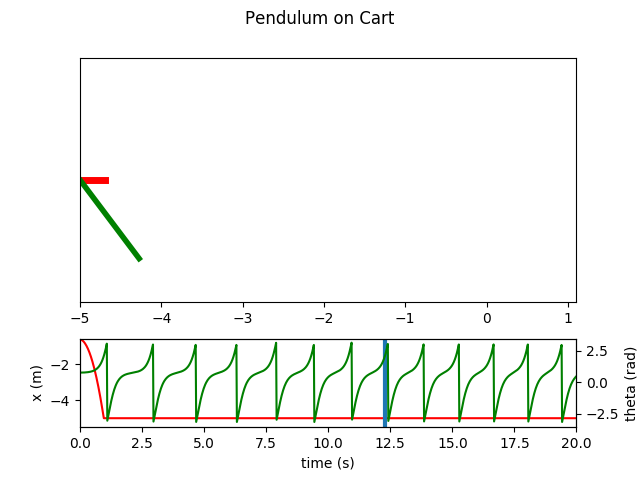 Pendulum on Cart
−5 −4 −3 −2 −1 0 1
−2
−4
x (m)
2.5
0.0
−2.5
theta (rad)
0.0 2.5 5.0 7.5 10.0 12.5 15.0 17.5 20.0
time (s)